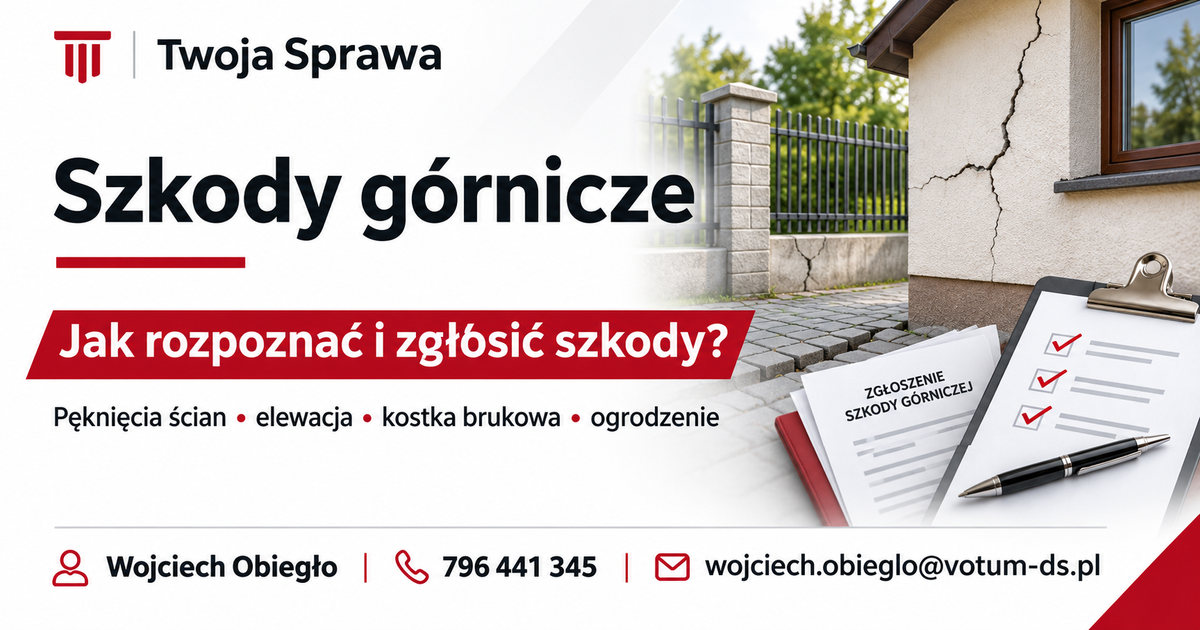 Twoja Sprawa
Szkody górnicze
Jak rozpoznać i zgłósić szkody?
Pęknięcia ścian • elewacja • kostka brukowa • ogrodzenie
ZGŁOSZENIE
SZKODY GÓRNICZEJ
Wojciech Obiegło | 796 441 345 | wojciech.obieglo@votum-ds.pl